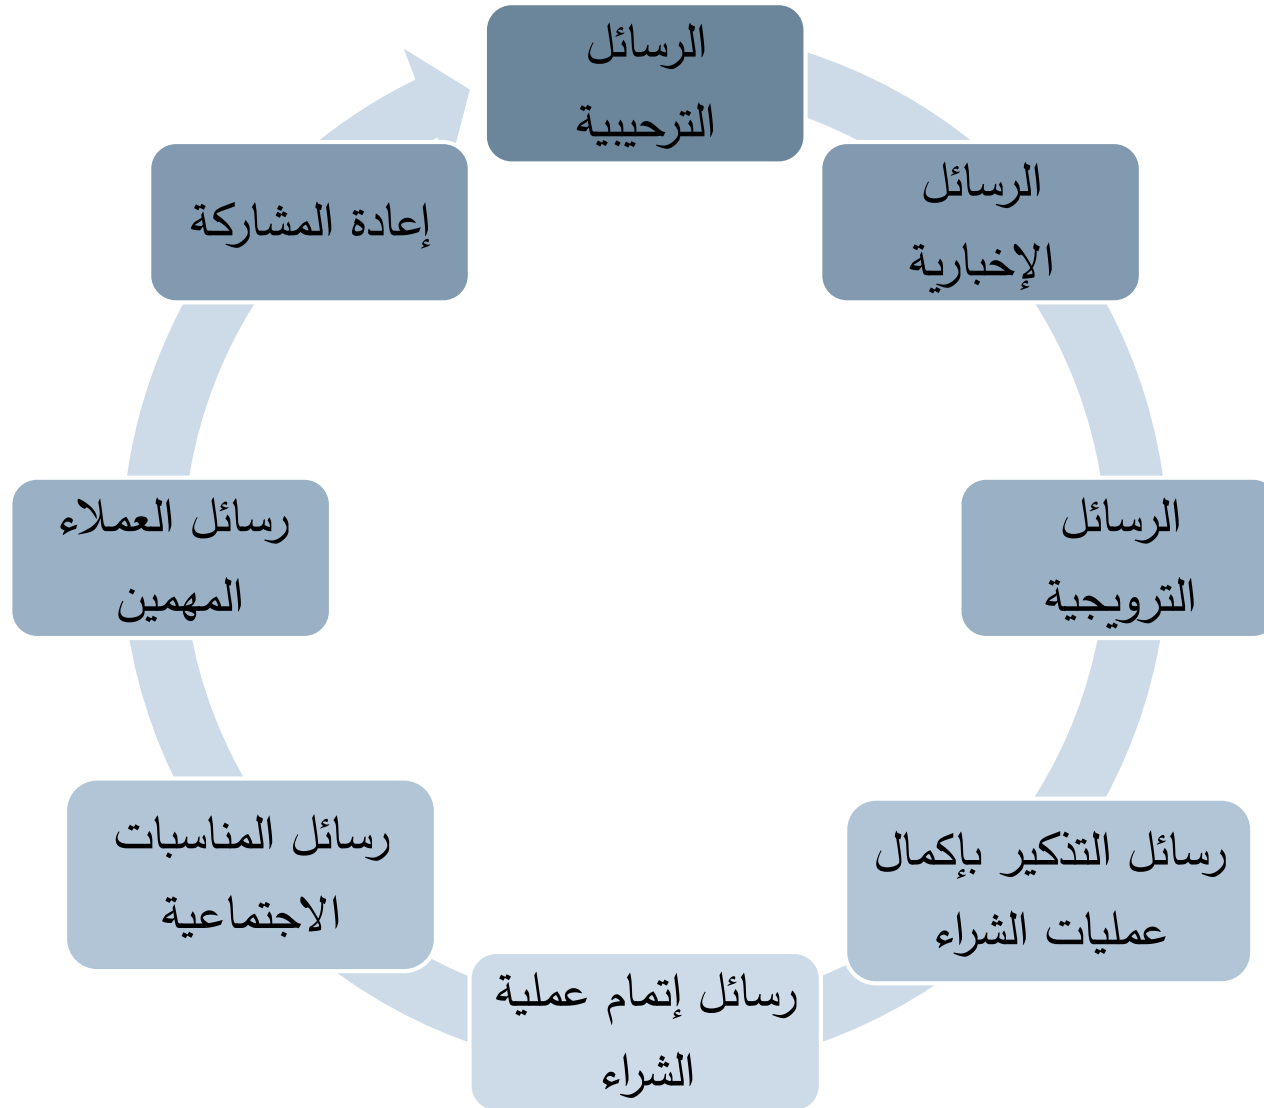 الرسائل
الترحيبية
الرسائل
الإخبارية
الرسائل
الترويجية
رسائل التذكير بإكمال
عمليات الشراء
رسائل إتمام عملية
الشراء
رسائل المناسبات
الاجتماعية
رسائل العملاء
المهمين
إعادة المشاركة